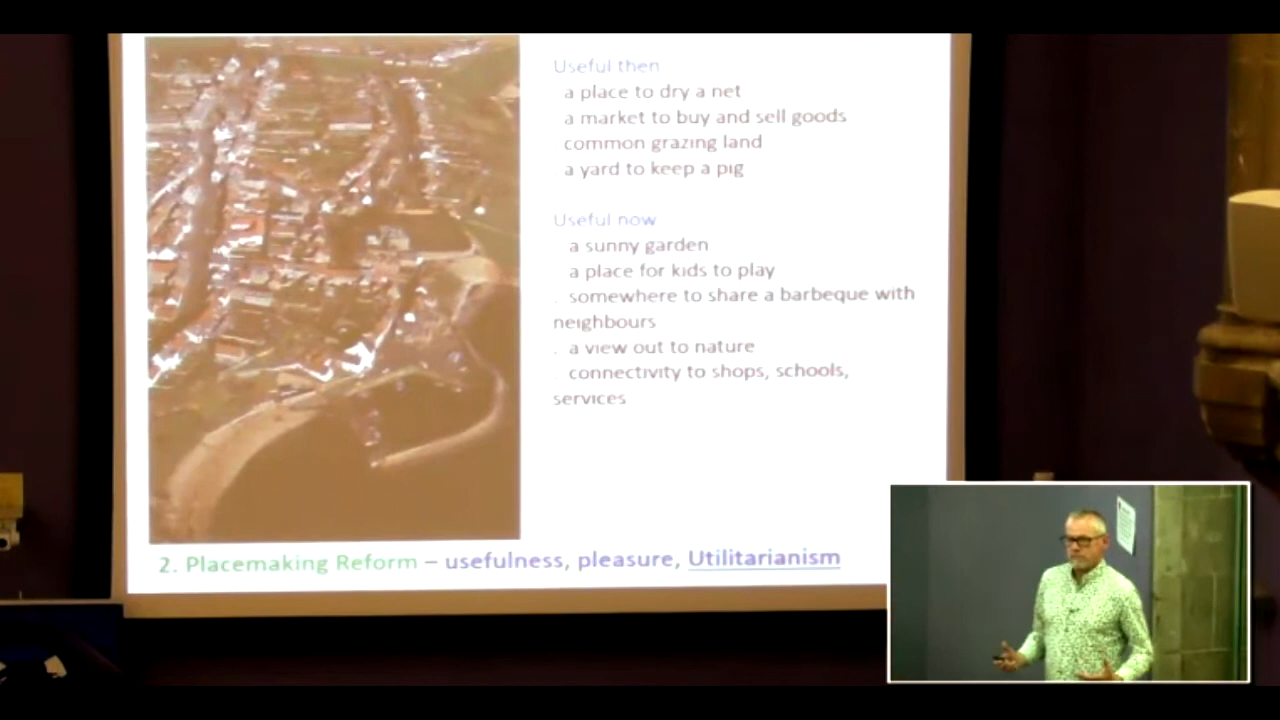 Useful then
a place to dry a net
a market to buy and sell goods
common grazing land
a yard to keep a pig
Useful now
a sunny garden
a place for kids to play
. somewhere to share a barbeque with
neighbours
. a view out to nature
connectivity to shops, schools,
services
2. Placemaking Reform – usefulness, pleasure, Utilitarianism